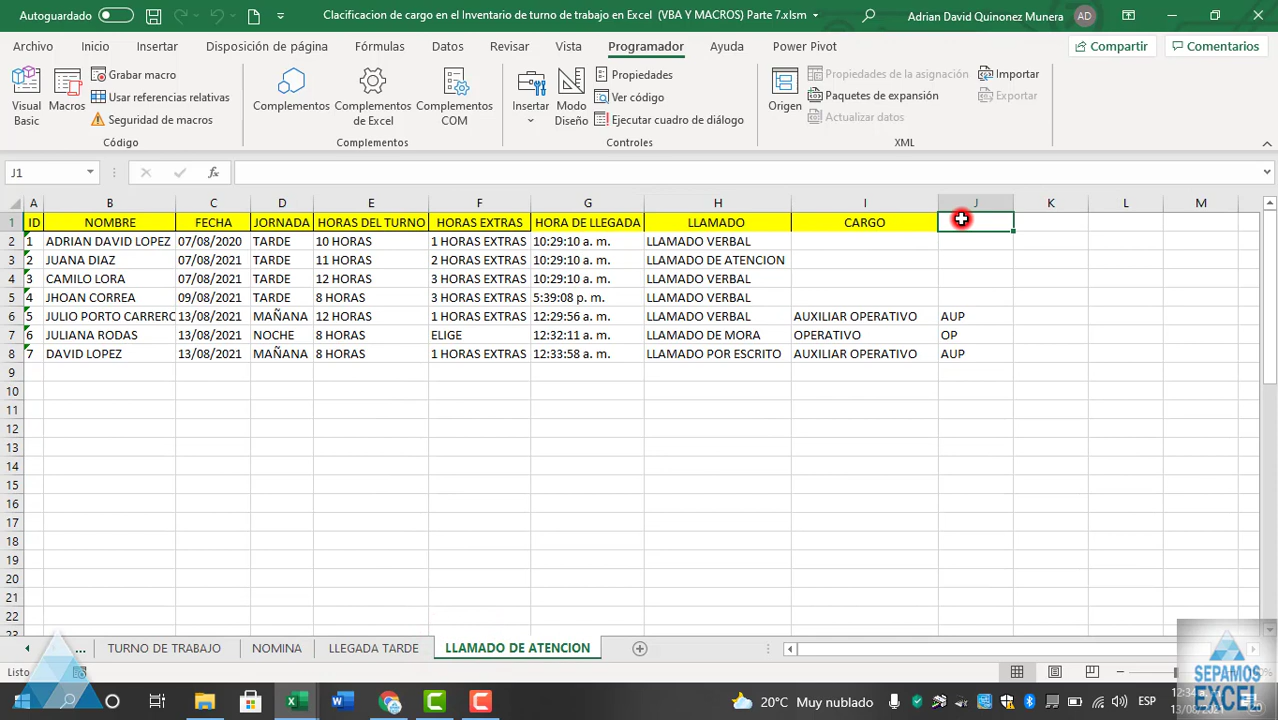 Autoguardado
Clacificacion de cargo en el Inventario de turno de trabajo en Excel (VBA Y MACROS) Parte 7.xlsm
Adrian David Quinonez Munera AD
Archivo Inicio Insertar Disposición de página Fórmulas Datos Revisar Vista Programador Ayuda Power Pivot Compartir Comentarios
Visual Basic
Macros
Grabar macro
Usar referencias relativas
Seguridad de macros
Código
Complementos
Complementos de Excel
Complementos COM
Complementos
Insertar
Modo Diseño
Propiedades
Ver código
Ejecutar cuadro de diálogo
Controles
Origen
Propiedades de la asignación
Paquetes de expansión
Actualizar datos
Importar
Exportar
XML
J1 fx
A B C D E F G H I J K L M
1 ID NOMBRE FECHA JORNADA HORAS DEL TURNO HORAS EXTRAS HORA DE LLEGADA LLAMADO CARGO
2 1 ADRIAN DAVID LOPEZ 07/08/2020 TARDE 10 HORAS 1 HORAS EXTRAS 10:29:10 a. m. LLAMADO VERBAL
3 2 JUANA DIAZ 07/08/2021 TARDE 11 HORAS 2 HORAS EXTRAS 10:29:10 a. m. LLAMADO DE ATENCION
4 3 CAMILO LORA 07/08/2021 TARDE 12 HORAS 3 HORAS EXTRAS 10:29:10 a. m. LLAMADO VERBAL
5 4 JHOAN CORREA 09/08/2021 TARDE 8 HORAS 3 HORAS EXTRAS 5:39:08 p. m. LLAMADO VERBAL
6 5 JULIO PORTO CARRERO 13/08/2021 MAÑANA 12 HORAS 1 HORAS EXTRAS 12:29:56 a. m. LLAMADO VERBAL AUXILIAR OPERATIVO AUP
7 6 JULIANA RODAS 13/08/2021 NOCHE 8 HORAS ELIGE 12:32:11 a. m. LLAMADO DE MORA OPERATIVO OP
8 7 DAVID LOPEZ 13/08/2021 MAÑANA 8 HORAS 1 HORAS EXTRAS 12:33:58 a. m. LLAMADO POR ESCRITO AUXILIAR OPERATIVO AUP
9
10
11
12
13
14
15
16
17
18
19
20
21
22
23
... TURNO DE TRABAJO NOMINA LLEGADA TARDE LLAMADO DE ATENCION
Listo
20°C Muy nublado ESP 12:34 a. m.
13/08/2021
SEPAMOS
EXCEL